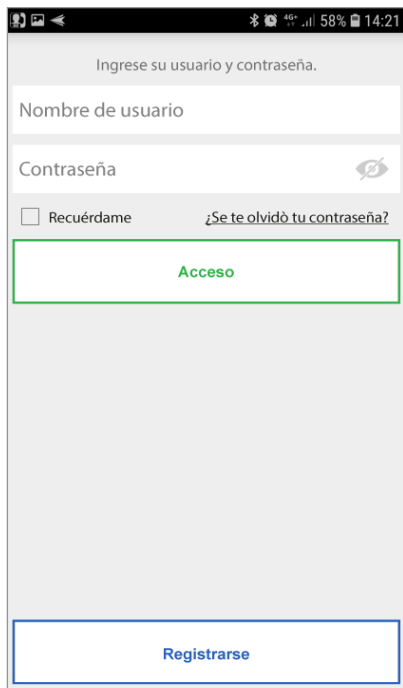 4G+ 58% 14:21
Ingrese su usuario y contraseña.
Nombre de usuario
Contraseña
Recuérdame ¿Se te olvidò tu contraseña?
Acceso
Registrarse